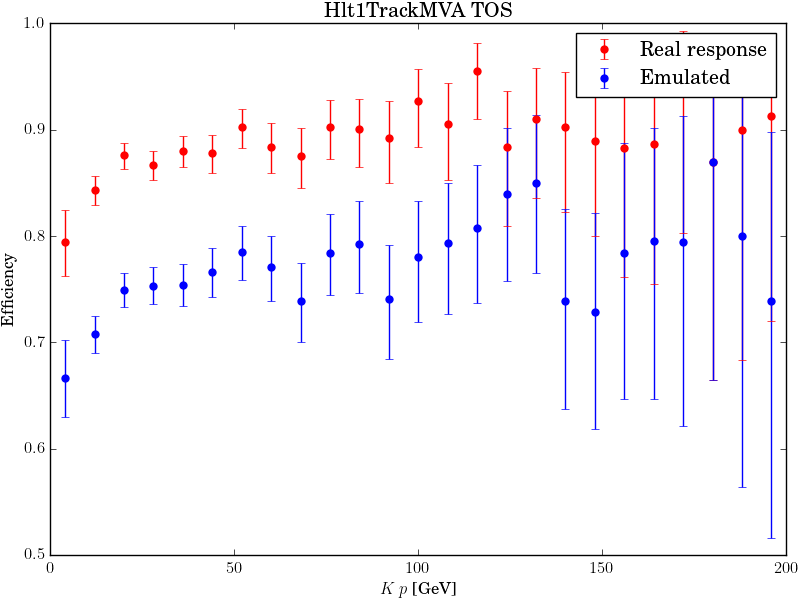 Hlt1TrackMVA TOS
Real response
Emulated
Efficiency
1.0
0.9
0.8
0.7
0.6
0.5
0 50 100 150 200
K p [GeV]